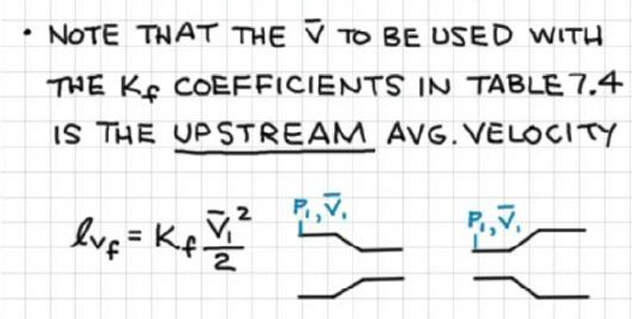 • NOTE THAT THE V̄ TO BE USED WITH
THE Kf COEFFICIENTS IN TABLE 7.4
IS THE UPSTREAM AVG. VELOCITY
lvf = Kf V̄₁²/2
P₁, V̄₁
P₁, V̄₁